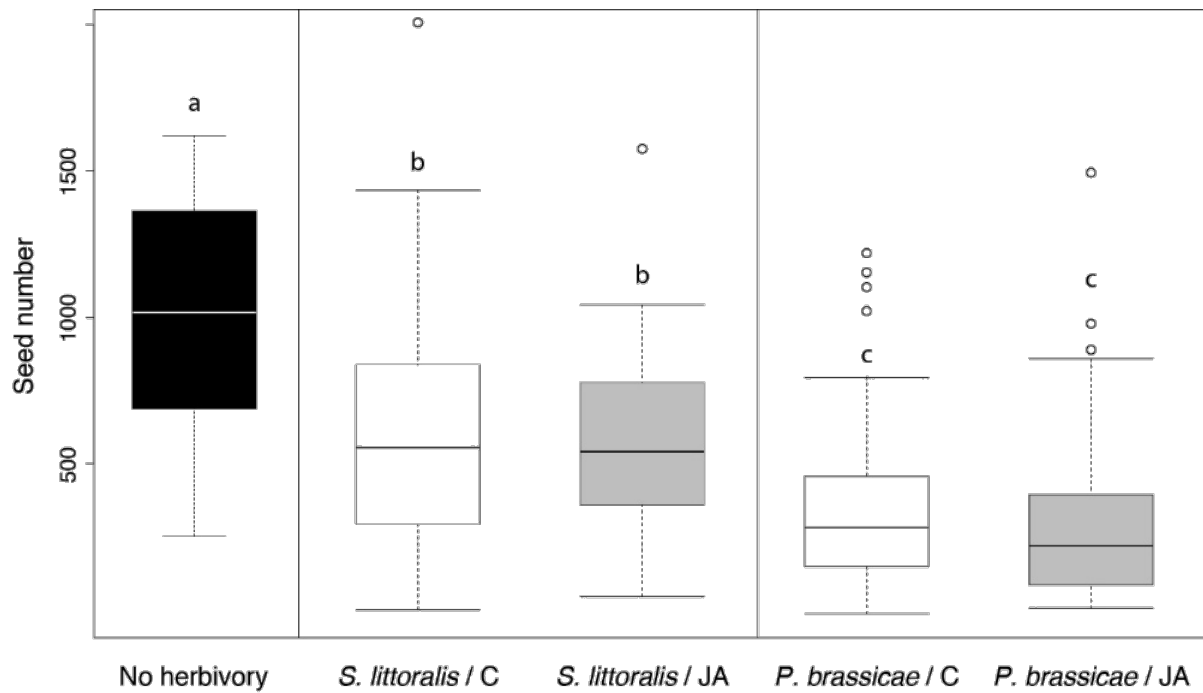 a
b
b
c
c
Seed number
1500
1000
500
No herbivory
S. littoralis / C
S. littoralis / JA
P. brassicae / C
P. brassicae / JA